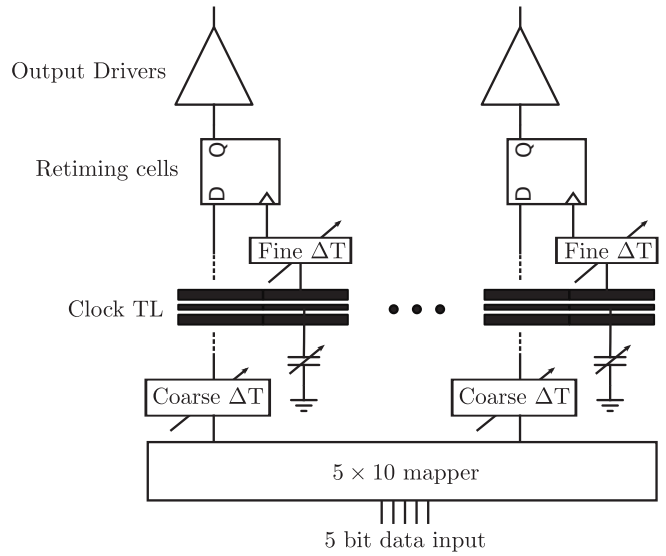 Output Drivers
Q
Q
Retiming cells
D
D
Fine ΔT
Fine ΔT
Clock TL
Coarse ΔT
Coarse ΔT
5 × 10 mapper
5 bit data input